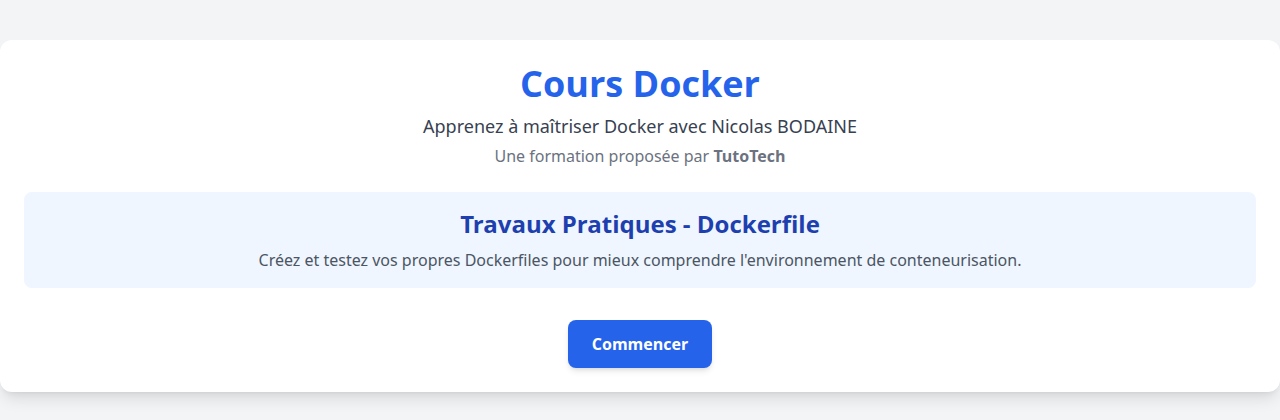 Cours Docker
Apprenez à maîtriser Docker avec Nicolas BODAINE
Une formation proposée par TutoTech
Travaux Pratiques - Dockerfile
Créez et testez vos propres Dockerfiles pour mieux comprendre l'environnement de conteneurisation.
Commencer